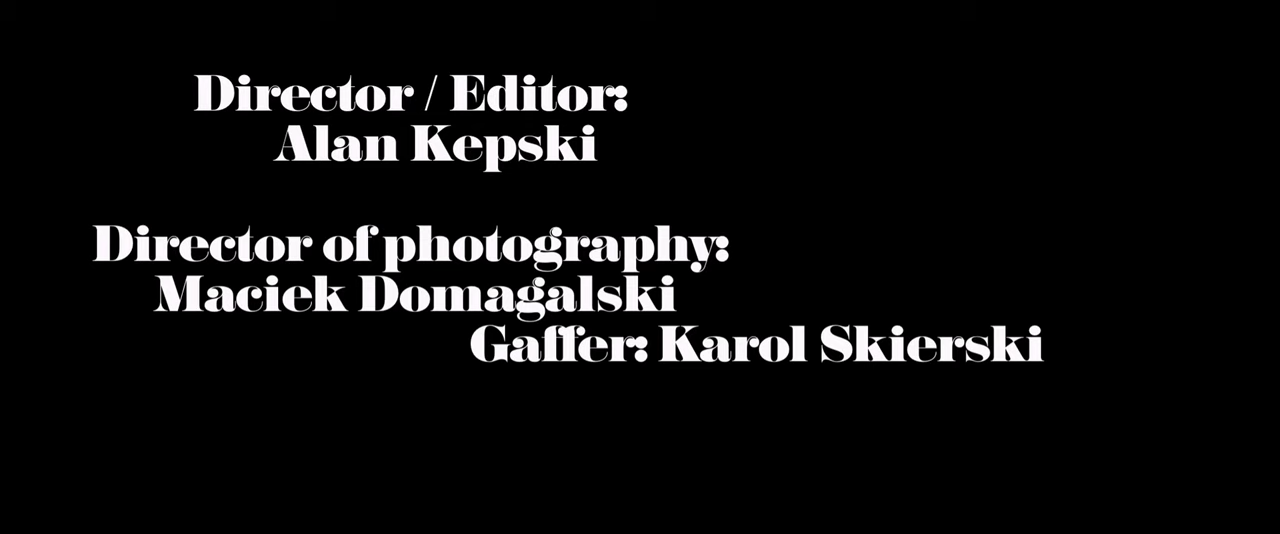 Director / Editor:
Alan Kepski
Director of photography:
Maciek Domagalski
Gaffer: Karol Skierski